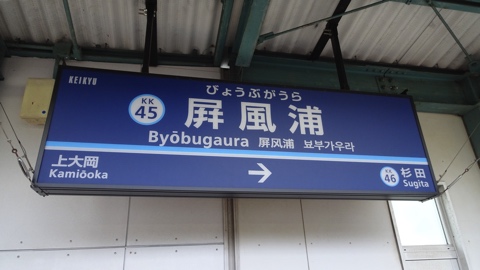 KEIKYU
びょうぶがうら
KK
45
屛風浦
Byōbugaura 屏风浦 뵤부가우라
上大岡
Kamiōoka
→
KK
46
杉田
Sugita